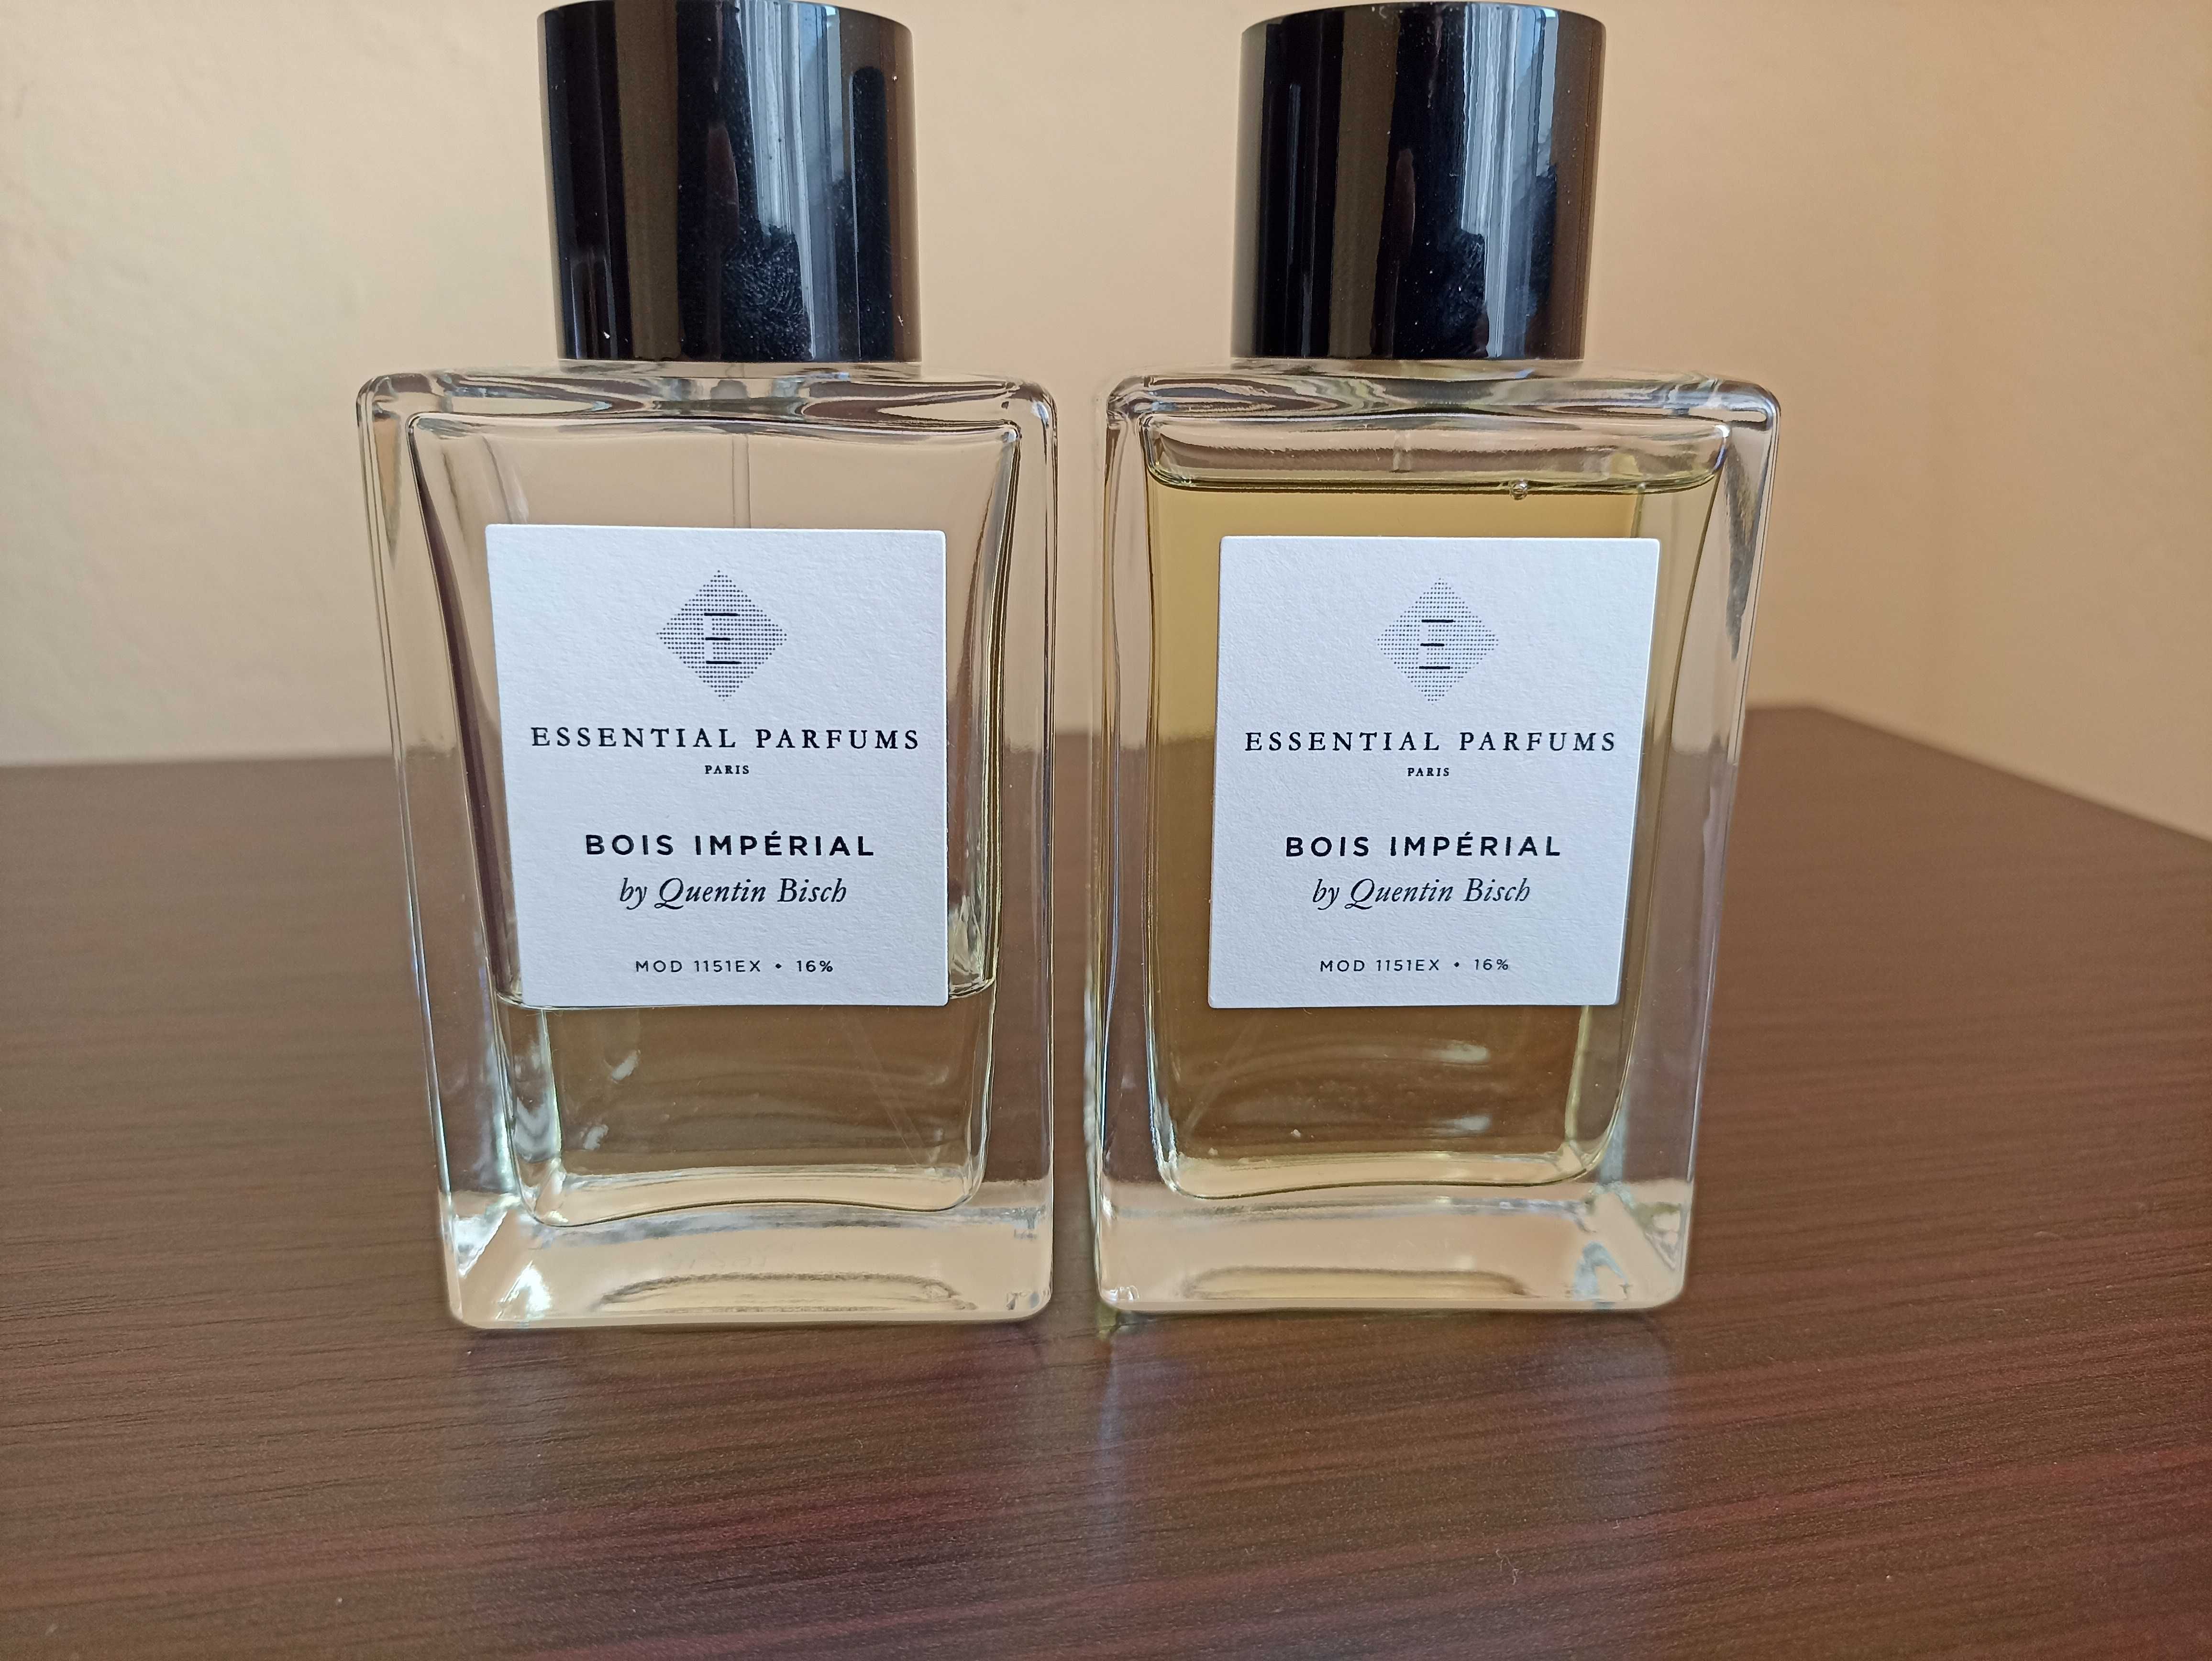 E
ESSENTIAL PARFUMS
PARIS
BOIS IMPÉRIAL
by Quentin Bisch
MOD 1151EX • 16%
E
ESSENTIAL PARFUMS
PARIS
BOIS IMPÉRIAL
by Quentin Bisch
MOD 1151EX • 16%